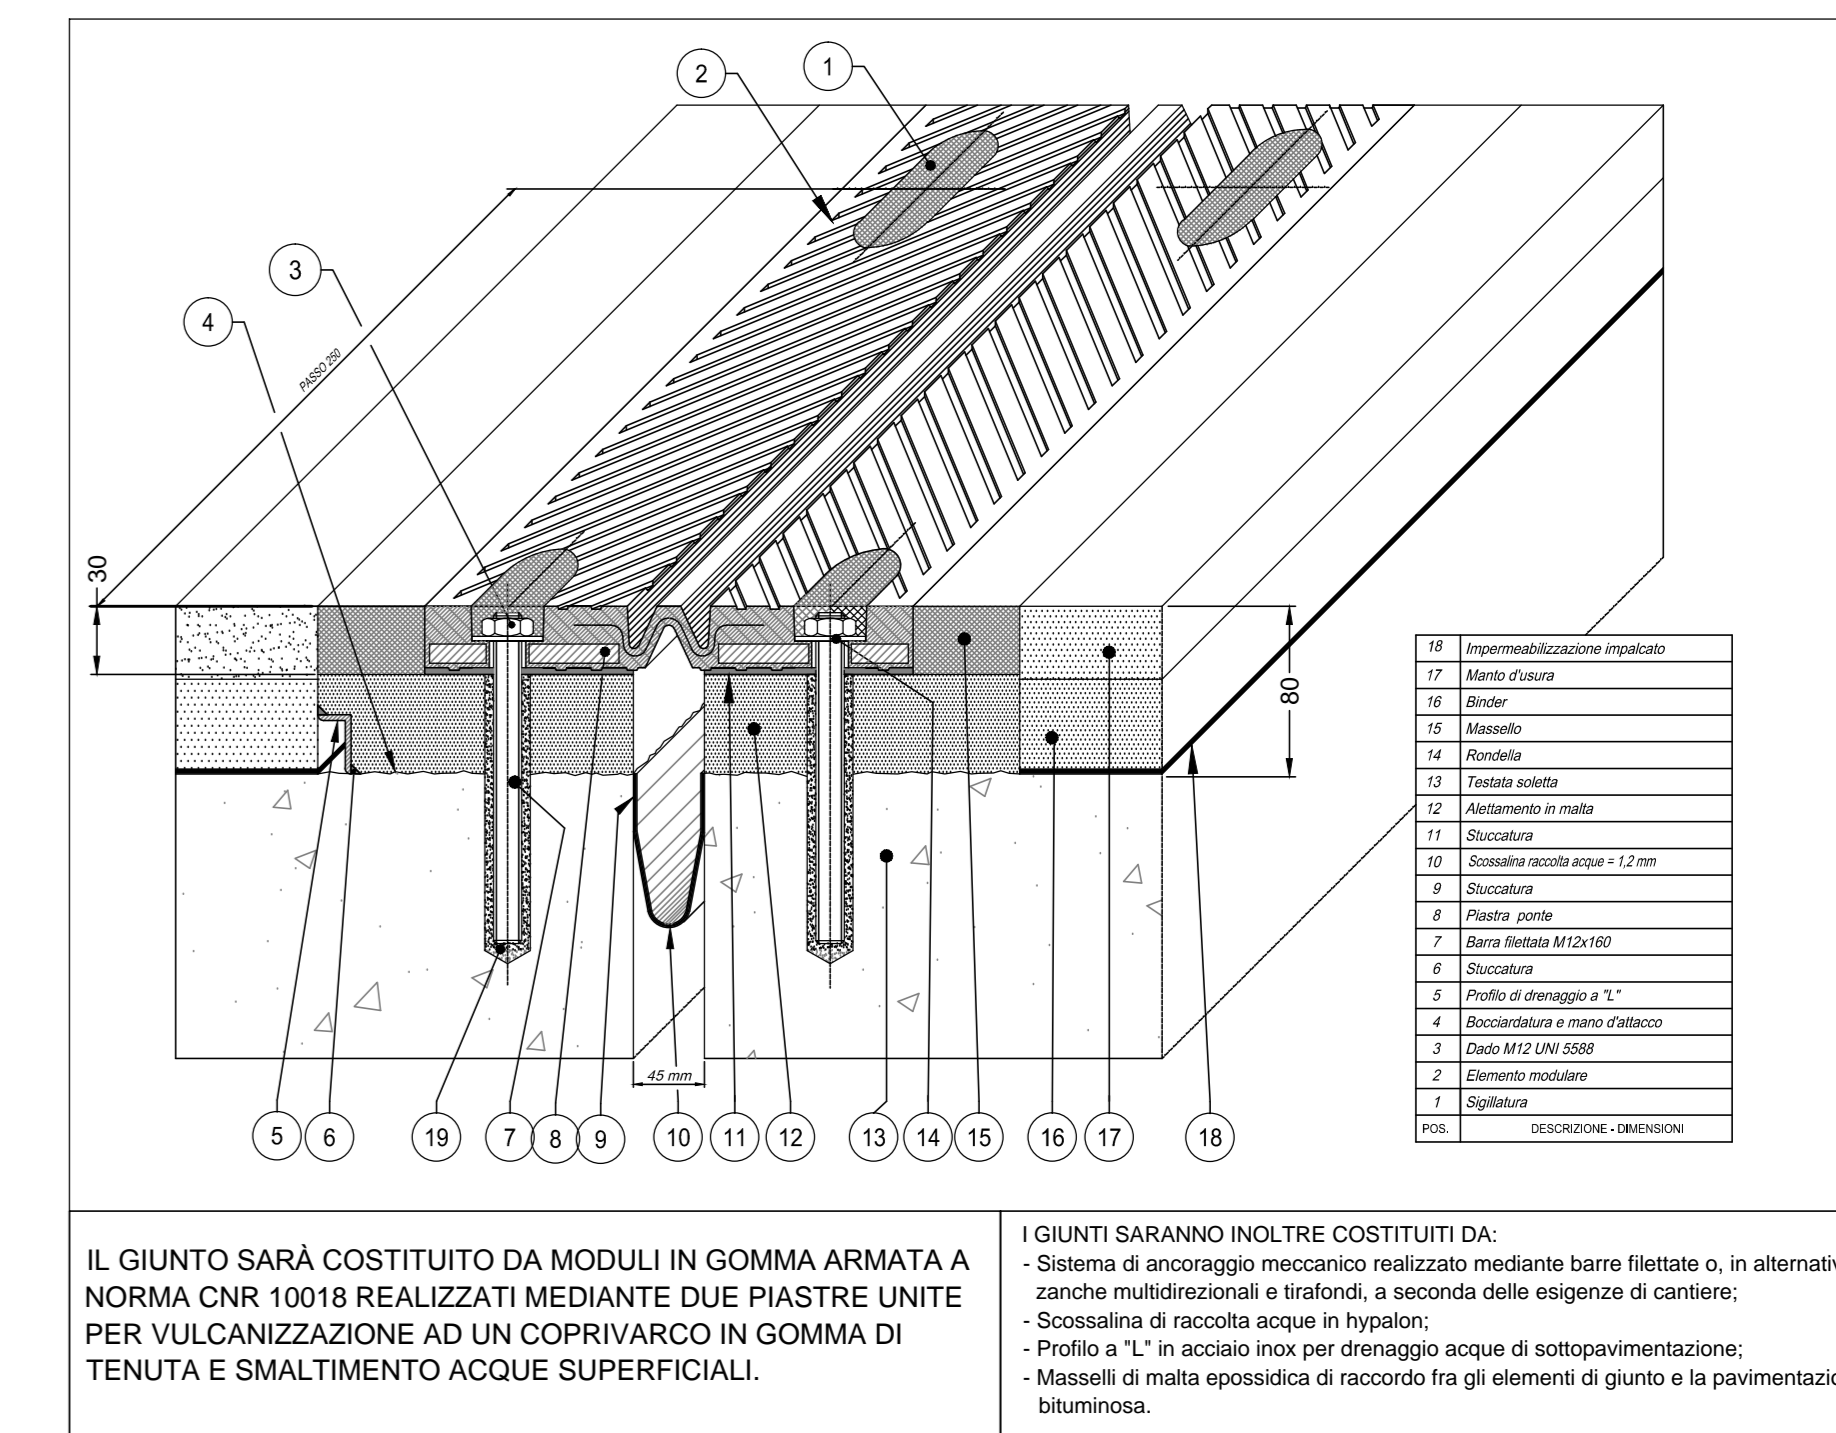 1
2
3
4
PASSO 250
30
80
45 mm
5
6
19
7
8
9
10
11
12
13
14
15
16
17
18
18 Impermeabilizzazione impalcato
17 Manto d'usura
16 Binder
15 Massello
14 Rondella
13 Testata soletta
12 Alettamento in malta
11 Stuccatura
10 Scossalina raccolta acque = 1,2 mm
9 Stuccatura
8 Piastra ponte
7 Barra filettata M12x160
6 Stuccatura
5 Profilo di drenaggio a "L"
4 Bocciardatura e mano d'attacco
3 Dado M12 UNI 5588
2 Elemento modulare
1 Sigillatura
POS. DESCRIZIONE - DIMENSIONI
IL GIUNTO SARÀ COSTITUITO DA MODULI IN GOMMA ARMATA A
NORMA CNR 10018 REALIZZATI MEDIANTE DUE PIASTRE UNITE
PER VULCANIZZAZIONE AD UN COPRIVARCO IN GOMMA DI
TENUTA E SMALTIMENTO ACQUE SUPERFICIALI.
I GIUNTI SARANNO INOLTRE COSTITUITI DA:
- Sistema di ancoraggio meccanico realizzato mediante barre filettate o, in
zanche multidirezionali e tirafondi, a seconda delle esigenze di cantiere;
- Scossalina di raccolta acque in hypalon;
- Profilo a "L" in acciaio inox per drenaggio acque di sottopavimentazione;
- Masselli di malta epossidica di raccordo fra gli elementi di giunto e la
bituminosa.